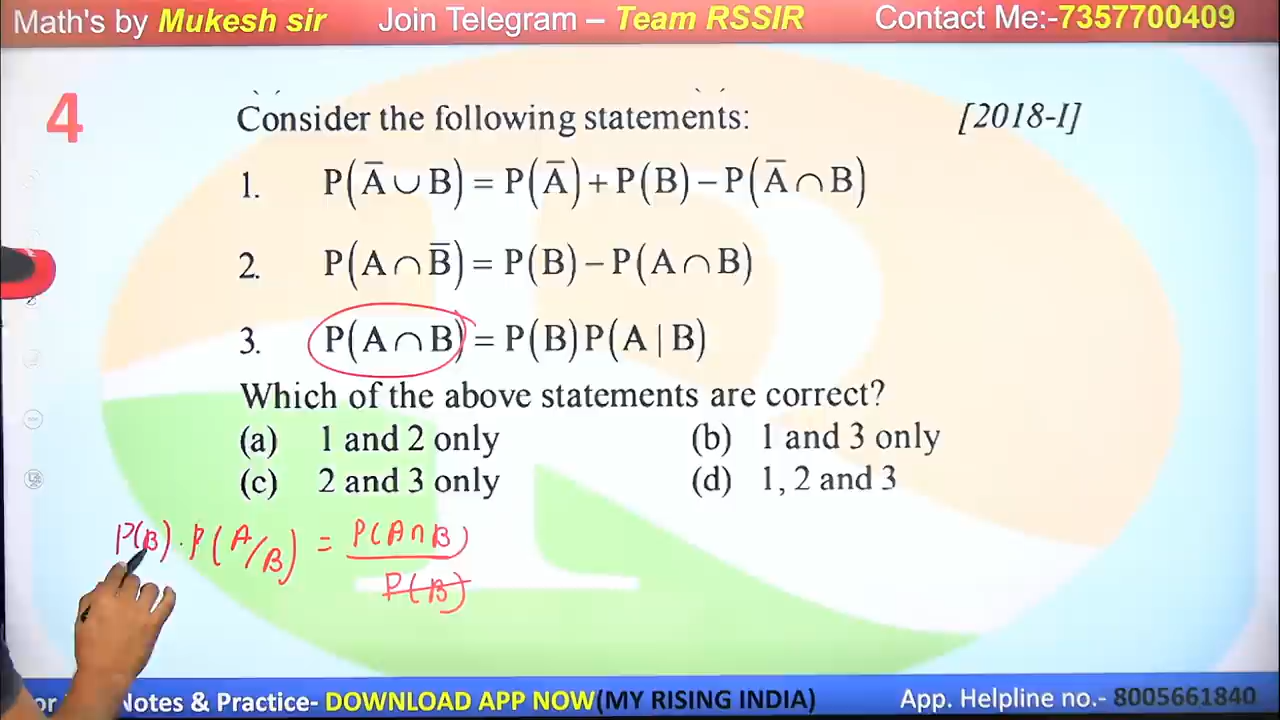 Math's by Mukesh sir Join Telegram – Team RSSIR Contact Me:-7357700409
4
Consider the following statements: [2018-I]
1. P(A̅∪B) = P(A̅)+P(B)−P(A̅∩B)
2. P(A∩B̅) = P(B)−P(A∩B)
3. P(A∩B) = P(B)P(A|B)
Which of the above statements are correct?
(a) 1 and 2 only (b) 1 and 3 only
(c) 2 and 3 only (d) 1, 2 and 3
P(B) . P(A/B) = P(A∩B)
P(B)
Notes & Practice- DOWNLOAD APP NOW(MY RISING INDIA) App. Helpline no.- 8005661840